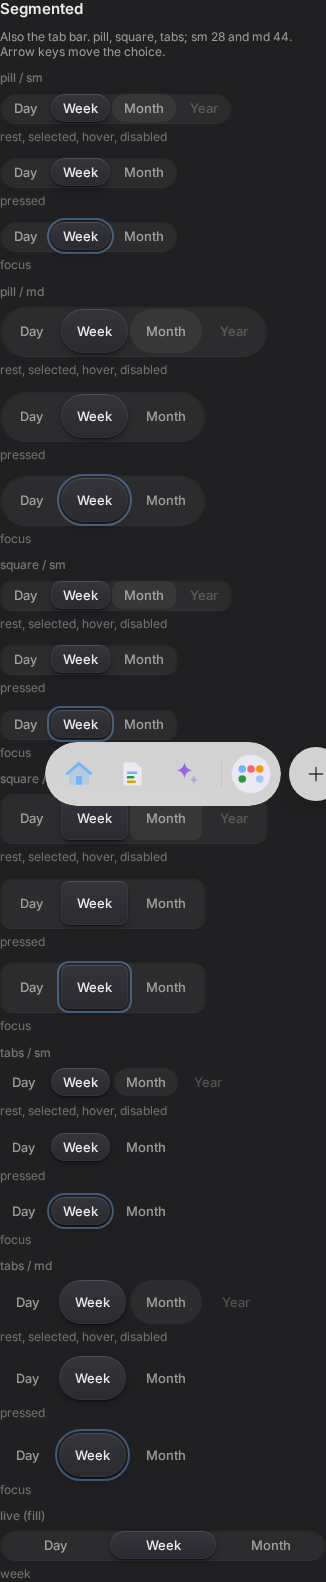 Segmented
Also the tab bar. pill, square, tabs; sm 28 and md 44.
Arrow keys move the choice.
pill / sm
Day Week Month Year
rest, selected, hover, disabled
Day Week Month
pressed
Day Week Month
focus
pill / md
Day Week Month Year
rest, selected, hover, disabled
Day Week Month
pressed
Day Week Month
focus
square / sm
Day Week Month Year
rest, selected, hover, disabled
Day Week Month
pressed
Day Week Month
focus
square /
Day Week Month Year
rest, selected, hover, disabled
Day Week Month
pressed
Day Week Month
focus
tabs / sm
Day Week Month Year
rest, selected, hover, disabled
Day Week Month
pressed
Day Week Month
focus
tabs / md
Day Week Month Year
rest, selected, hover, disabled
Day Week Month
pressed
Day Week Month
focus
live (fill)
Day Week Month
week